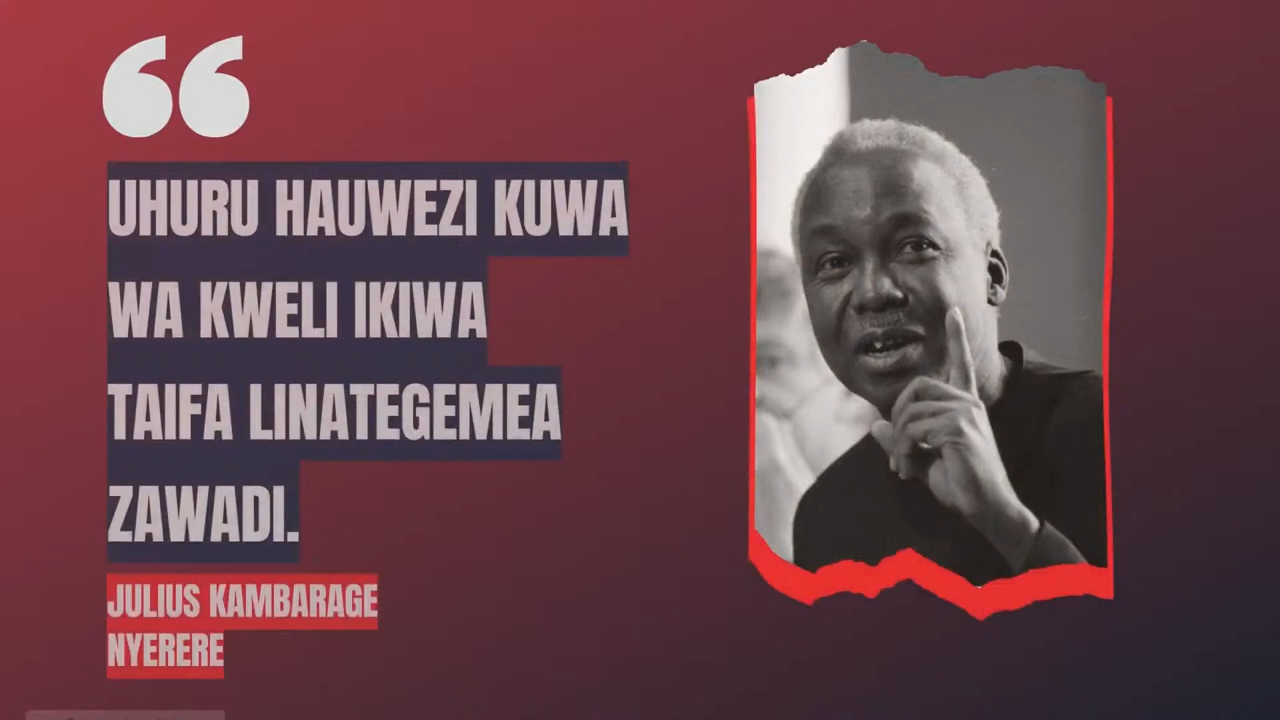 UHURU HAUWEZI KUWA
WA KWELI IKIWA
TAIFA LINATEGEMEA
ZAWADI.
JULIUS KAMBARAGE
NYERERE